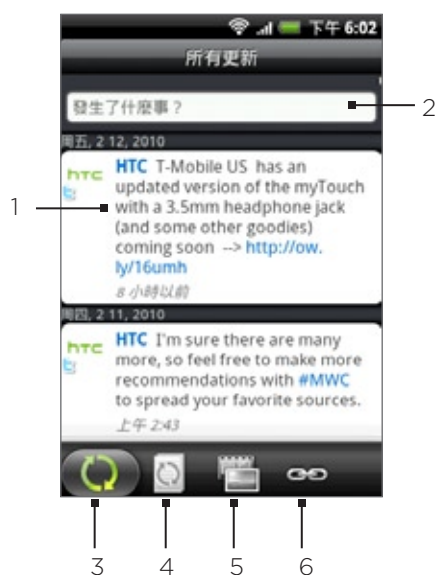 下午 6:02
所有更新
發生了什麼事？
2
周五, 2 12, 2010
hTC
HTC T-Mobile US has an
updated version of the myTouch
1
with a 3.5mm headphone jack
(and some other goodies)
coming soon --> http://ow.
ly/16umh
8 小時以前
周四, 2 11, 2010
hTC
HTC I'm sure there are many
more, so feel free to make more
recommendations with #MWC
to spread your favorite sources.
上午 2:43
3 4 5 6